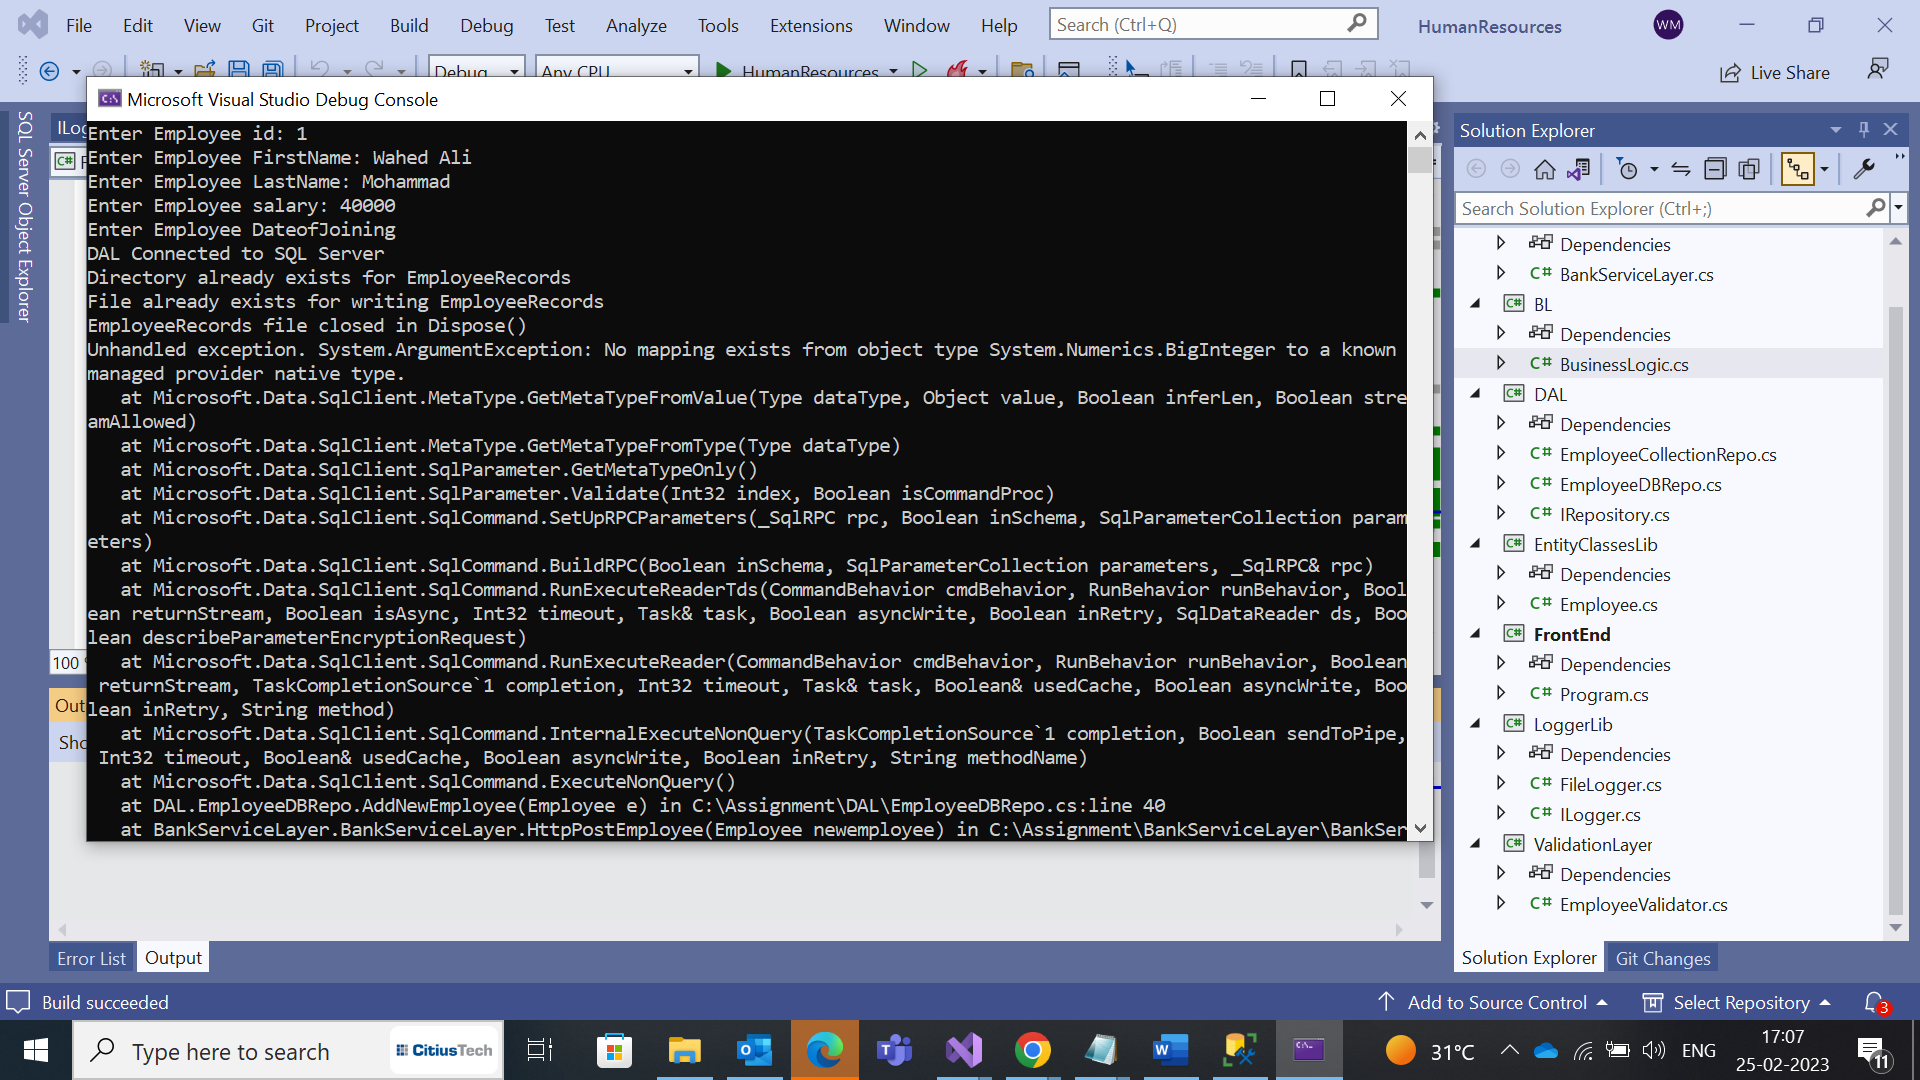 File Edit View Git Project Build Debug Test Analyze Tools Extensions Window Help Search (Ctrl+Q) HumanResources WM
Debug Any CPU HumanResources Live Share
Microsoft Visual Studio Debug Console
Enter Employee id: 1
Enter Employee FirstName: Wahed Ali
Enter Employee LastName: Mohammad
Enter Employee salary: 40000
Enter Employee DateofJoining
DAL Connected to SQL Server
Directory already exists for EmployeeRecords
File already exists for writing EmployeeRecords
EmployeeRecords file closed in Dispose()
Unhandled exception. System.ArgumentException: No mapping exists from object type System.Numerics.BigInteger to a known
managed provider native type.
at Microsoft.Data.SqlClient.MetaType.GetMetaTypeFromValue(Type dataType, Object value, Boolean inferLen, Boolean stre
amAllowed)
at Microsoft.Data.SqlClient.MetaType.GetMetaTypeFromType(Type dataType)
at Microsoft.Data.SqlClient.SqlParameter.GetMetaTypeOnly()
at Microsoft.Data.SqlClient.SqlParameter.Validate(Int32 index, Boolean isCommandProc)
at Microsoft.Data.SqlClient.SqlCommand.SetUpRPCParameters(_SqlRPC rpc, Boolean inSchema, SqlParameterCollection param
eters)
at Microsoft.Data.SqlClient.SqlCommand.BuildRPC(Boolean inSchema, SqlParameterCollection parameters, _SqlRPC& rpc)
at Microsoft.Data.SqlClient.SqlCommand.RunExecuteReaderTds(CommandBehavior cmdBehavior, RunBehavior runBehavior, Bool
ean returnStream, Boolean isAsync, Int32 timeout, Task& task, Boolean asyncWrite, Boolean inRetry, SqlDataReader ds, Boo
lean describeParameterEncryptionRequest)
at Microsoft.Data.SqlClient.SqlCommand.RunExecuteReader(CommandBehavior cmdBehavior, RunBehavior runBehavior, Boolean
returnStream, TaskCompletionSource`1 completion, Int32 timeout, Task& task, Boolean& usedCache, Boolean asyncWrite, Boo
lean inRetry, String method)
at Microsoft.Data.SqlClient.SqlCommand.InternalExecuteNonQuery(TaskCompletionSource`1 completion, Boolean sendToPipe,
Int32 timeout, Boolean& usedCache, Boolean asyncWrite, Boolean inRetry, String methodName)
at Microsoft.Data.SqlClient.SqlCommand.ExecuteNonQuery()
at DAL.EmployeeDBRepo.AddNewEmployee(Employee e) in C:\Assignment\DAL\EmployeeDBRepo.cs:line 40
at BankServiceLayer.BankServiceLayer.HttpPostEmployee(Employee newemployee) in C:\Assignment\BankServiceLayer\BankSer
SQL Server Object Explorer
ILog
100 %
Out
Sho
Error List Output
Solution Explorer
Search Solution Explorer (Ctrl+;)
Dependencies
C# BankServiceLayer.cs
C# BL
Dependencies
C# BusinessLogic.cs
C# DAL
Dependencies
C# EmployeeCollectionRepo.cs
C# EmployeeDBRepo.cs
C# IRepository.cs
C# EntityClassesLib
Dependencies
C# Employee.cs
C# FrontEnd
Dependencies
C# Program.cs
C# LoggerLib
Dependencies
C# FileLogger.cs
C# ILogger.cs
C# ValidationLayer
Dependencies
C# EmployeeValidator.cs
Solution Explorer Git Changes
Build succeeded Add to Source Control Select Repository 3
Type here to search CitiusTech 31°C ENG 17:07
25-02-2023 11